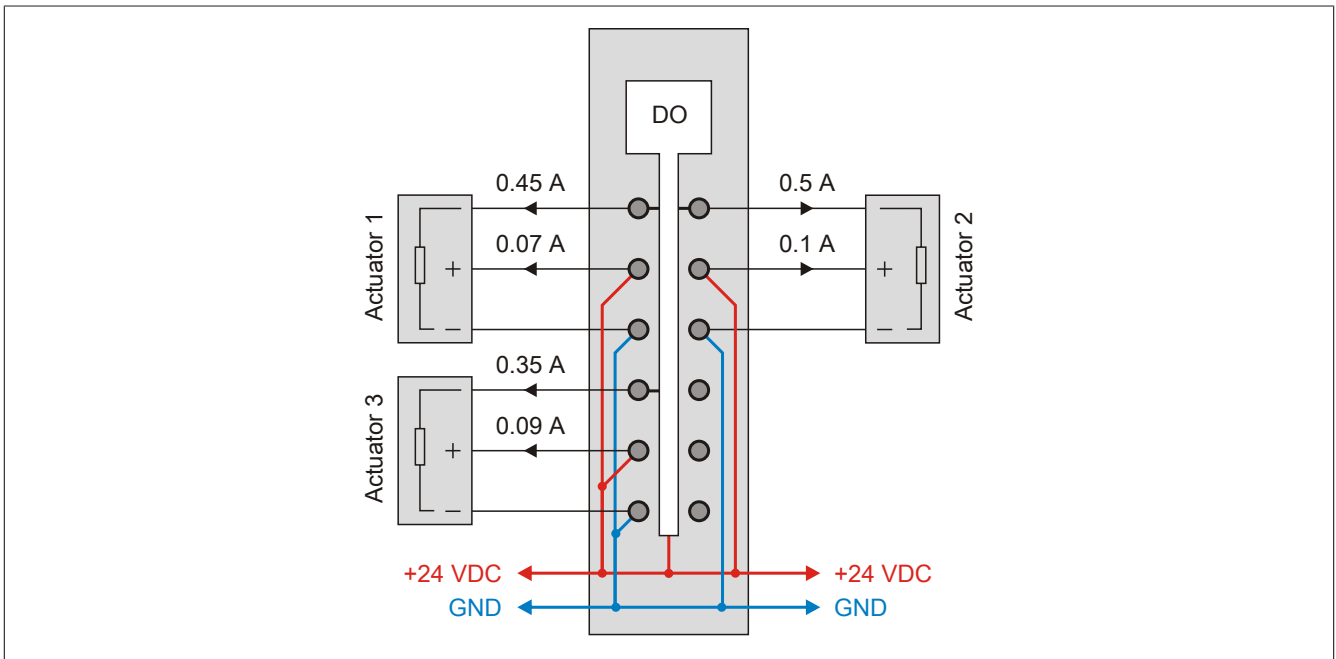 DO
0.45 A
0.5 A
Actuator 1
0.07 A
+
−
0.1 A
+
−
Actuator 2
0.35 A
Actuator 3
0.09 A
+
−
+24 VDC
+24 VDC
GND
GND